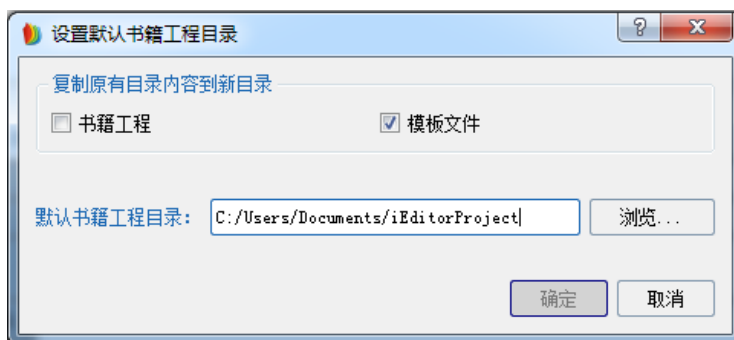 设置默认书籍工程目录
复制原有目录内容到新目录
书籍工程 模板文件
默认书籍工程目录: C:/Users/Documents/iEditorProject 浏览...
确定 取消